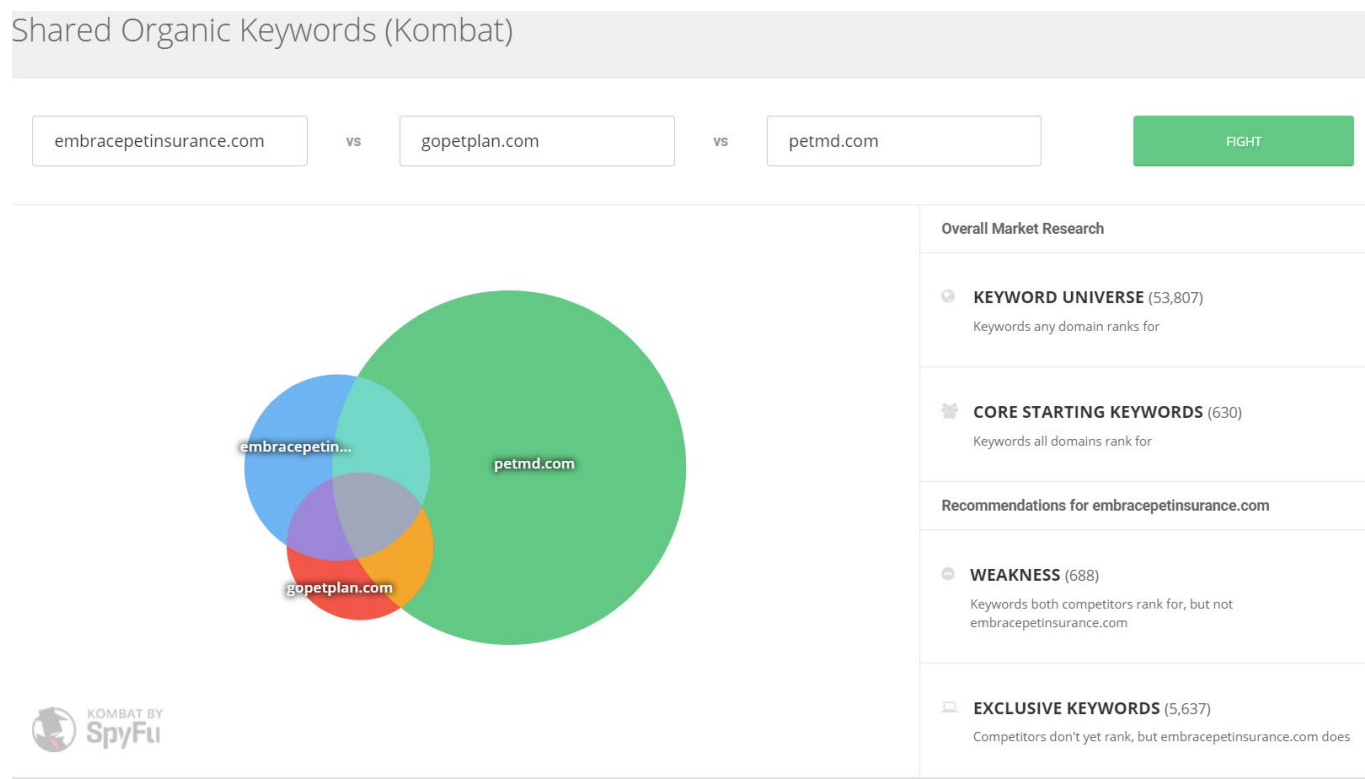 Shared Organic Keywords (Kombat)
embracepetinsurance.com vs gopetplan.com vs petmd.com FIGHT
embracepetin...
petmd.com
gopetplan.com
KOMBAT BY
SpyFu
Overall Market Research
KEYWORD UNIVERSE (53,807)
Keywords any domain ranks for
CORE STARTING KEYWORDS (630)
Keywords all domains rank for
Recommendations for embracepetinsurance.com
WEAKNESS (688)
Keywords both competitors rank for, but not
embracepetinsurance.com
EXCLUSIVE KEYWORDS (5,637)
Competitors don't yet rank, but embracepetinsurance.com does